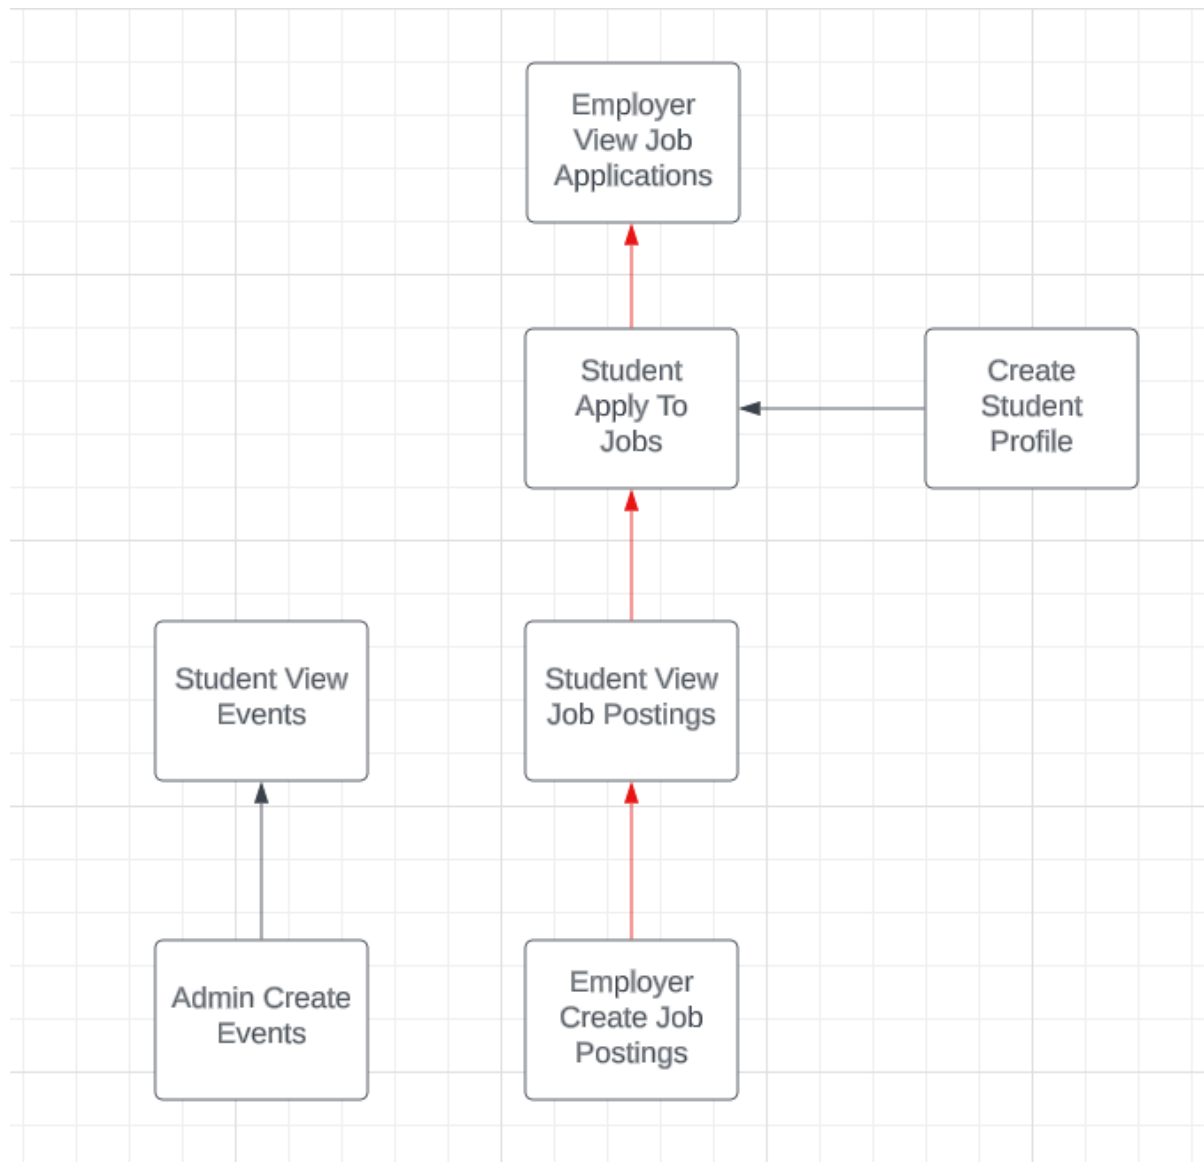 Employer
View Job
Applications
Student
Apply To
Jobs
Create
Student
Profile
Student View
Events
Student View
Job Postings
Admin Create
Events
Employer
Create Job
Postings